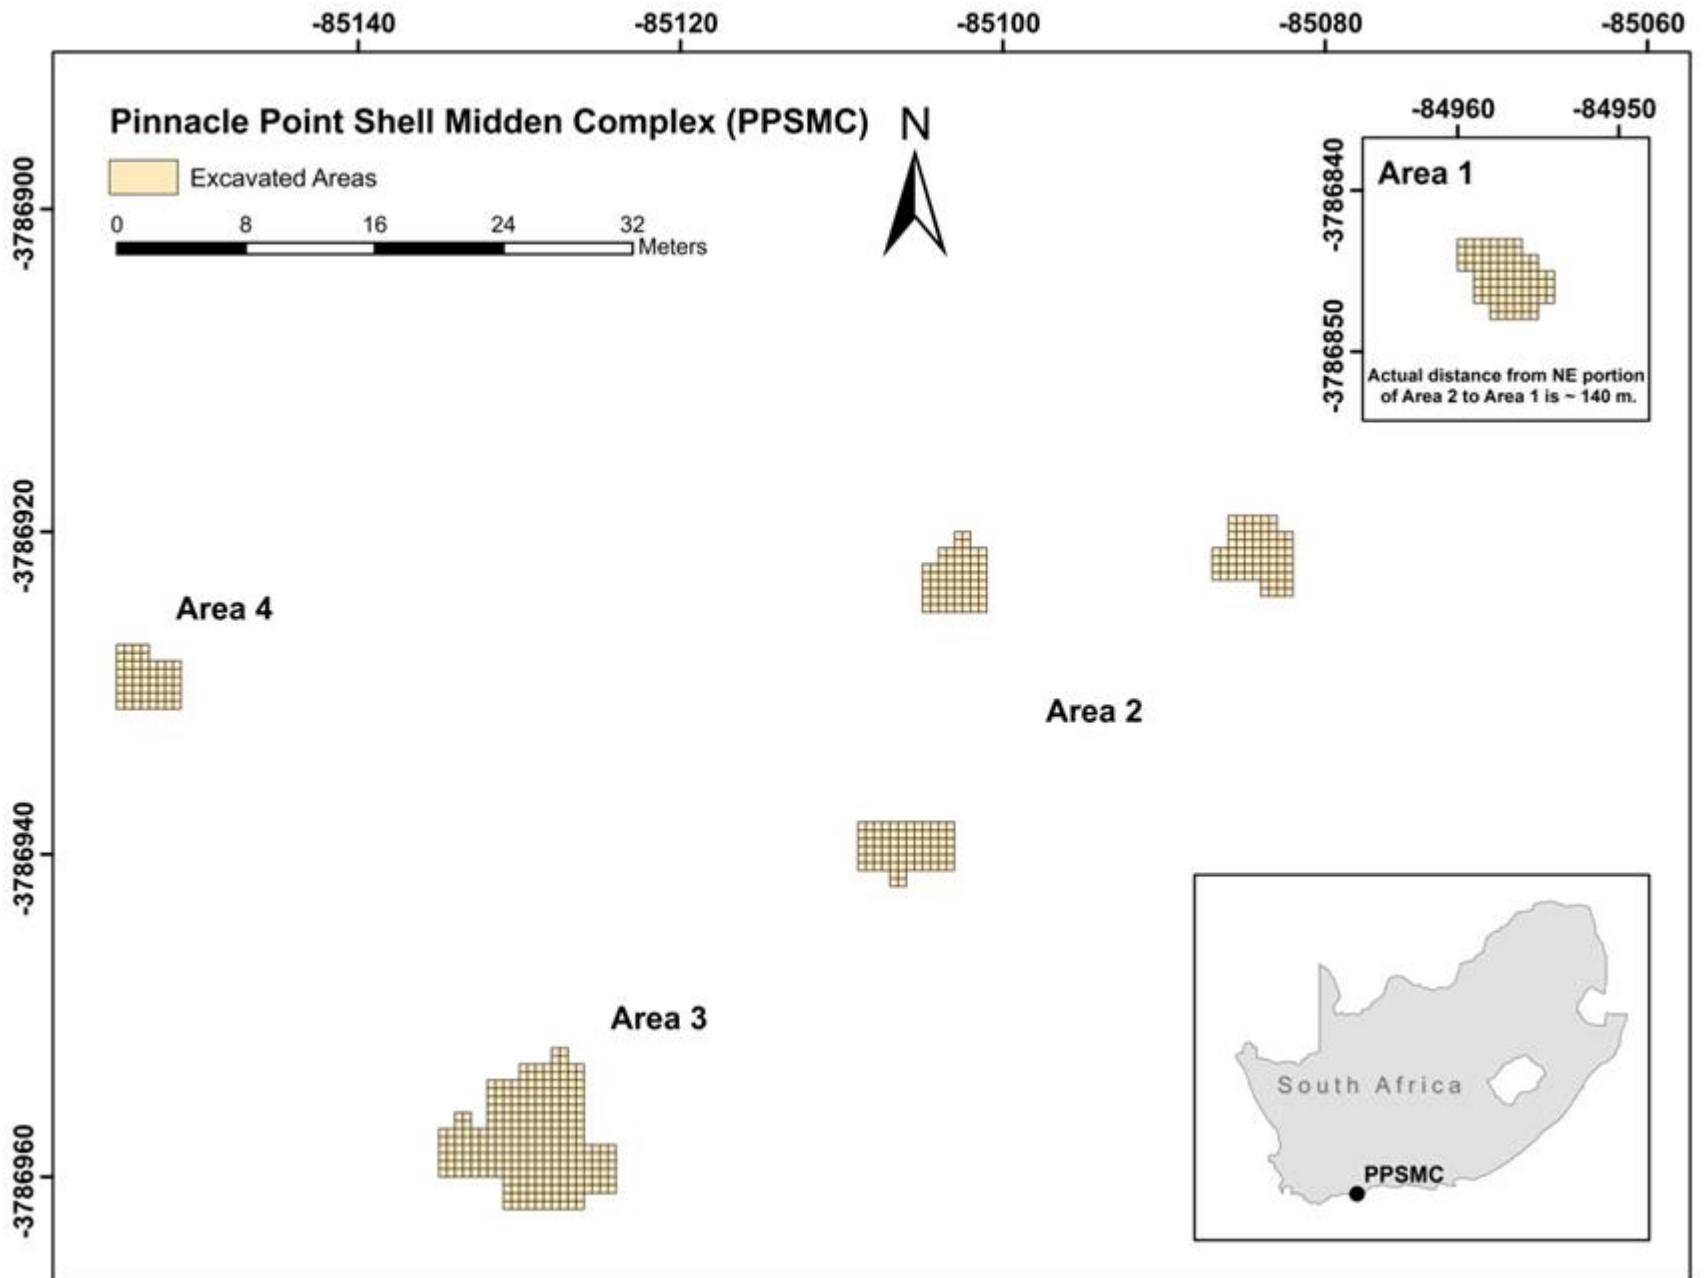 -85140 -85120 -85100 -85080 -85060
Pinnacle Point Shell Midden Complex (PPSMC)
N
Excavated Areas
0 8 16 24 32
Meters
-84960 -84950
Area 1
-3786840
-3786850
Actual distance from NE portion
of Area 2 to Area 1 is ~ 140 m.
-3786900
-3786920
-3786940
-3786960
Area 4
Area 2
Area 3
South Africa
PPSMC